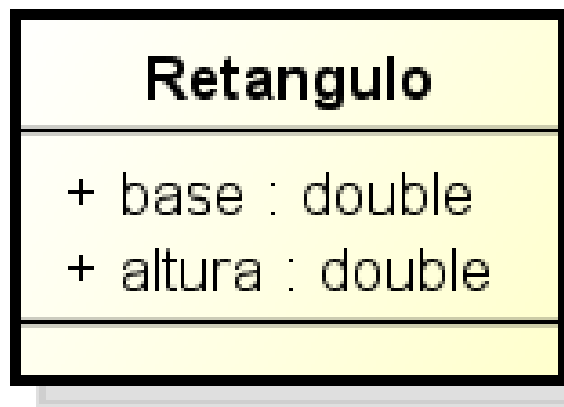 Retangulo
+ base : double
+ altura : double